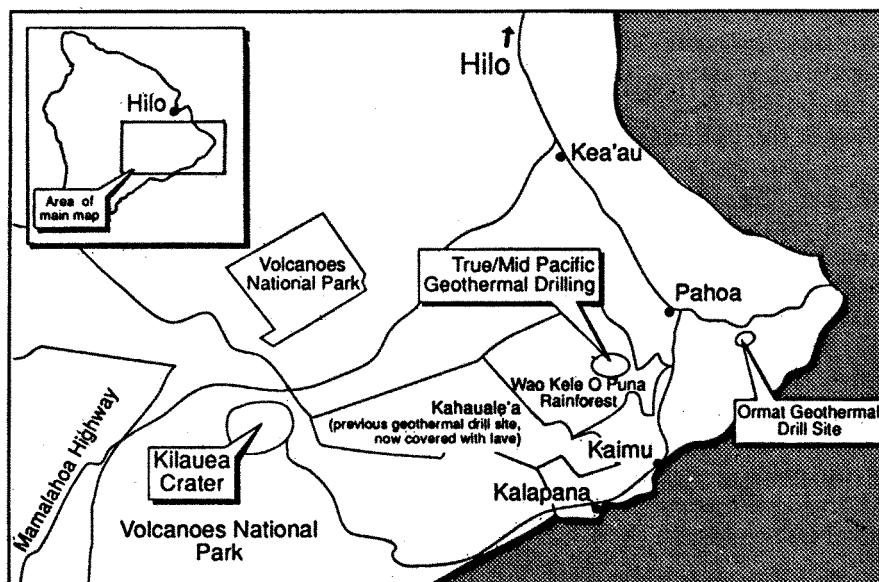 Hilo
Hilo
Area of
main map
Kea'au
Volcanoes
National Park
True/Mid Pacific
Geothermal Drilling
Pahoa
Wao Kele O Puna
Rainforest
Kahauale'a
(previous geothermal drill site,
now covered with lave)
Ormat Geothermal
Drill Site
Mamalahoa Highway
Kilauea
Crater
Kaimu
Kalapana
Volcanoes National
Park